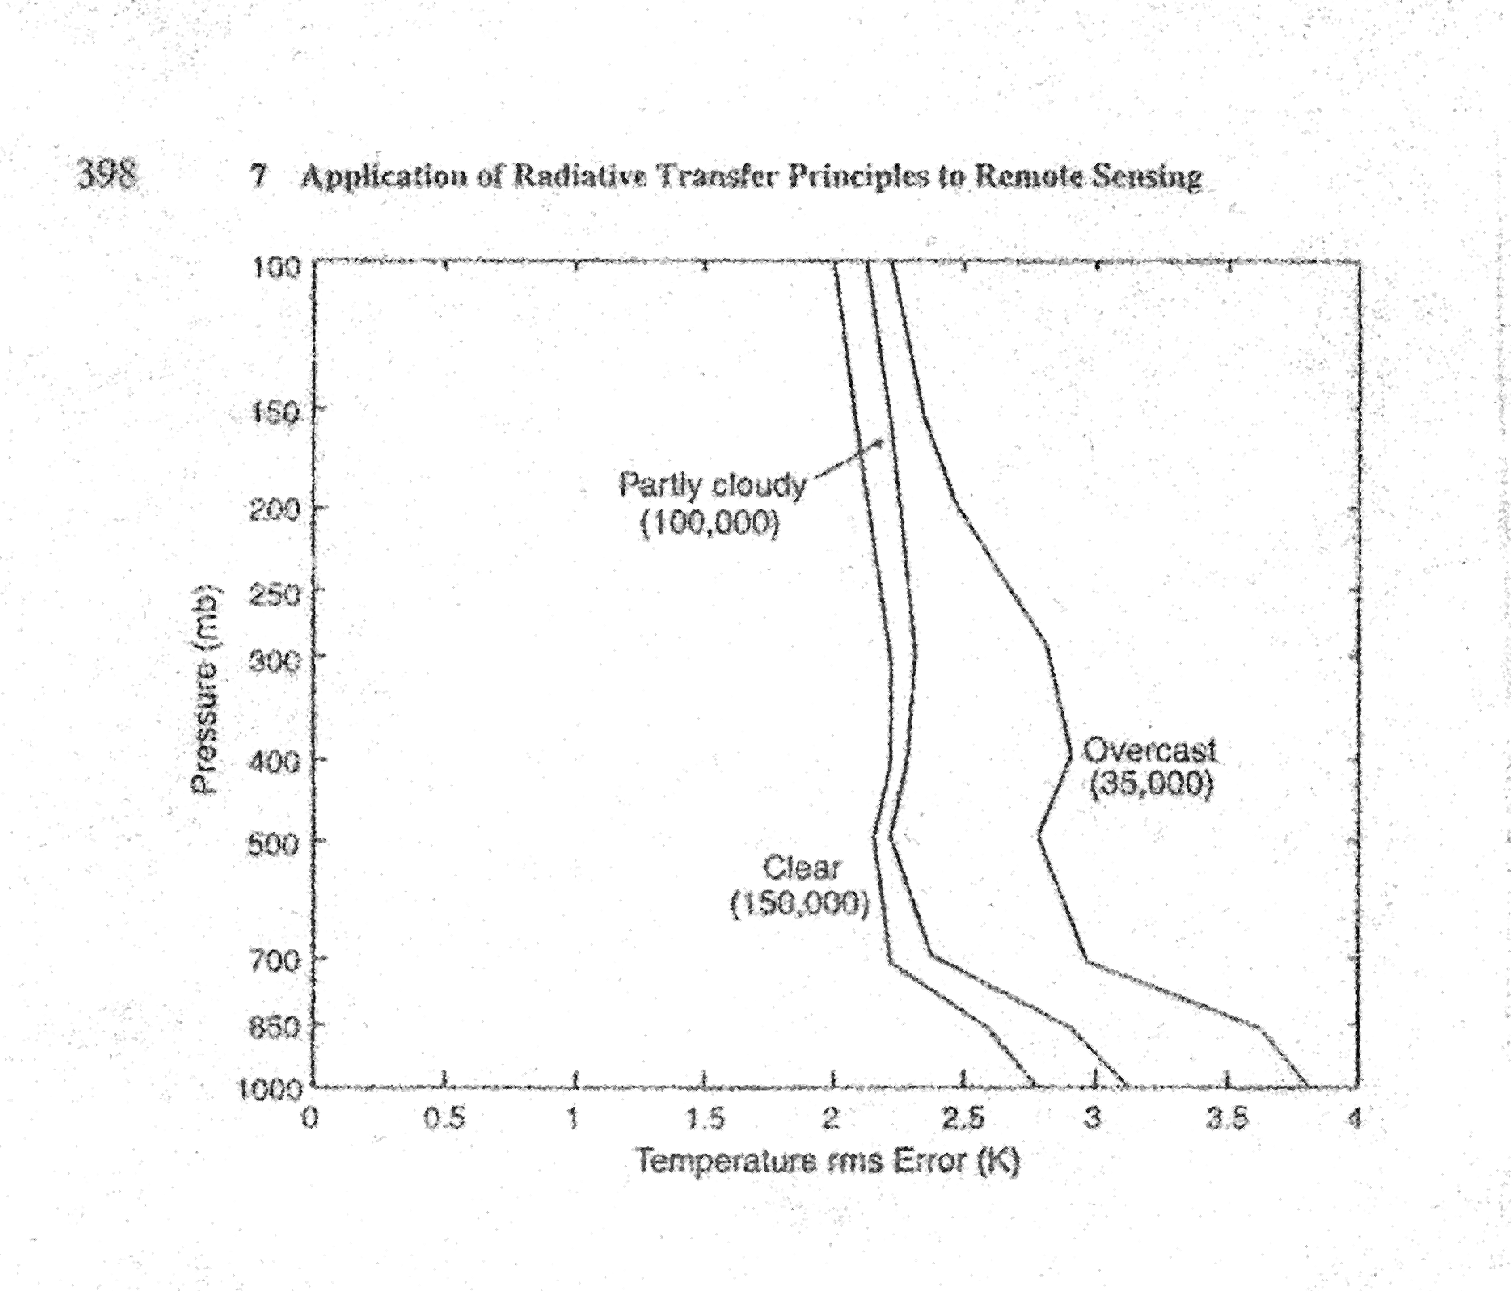 398 7 Application of Radiative Transfer Principles to Remote Sensing
100
150
Partly cloudy
(100,000)
200
250
300
Pressure (mb)
400
Overcast
(35,000)
500
Clear
(150,000)
700
850
1000
0 0.5 1 1.5 2 2.5 3 3.5 4
Temperature rms Error (K)